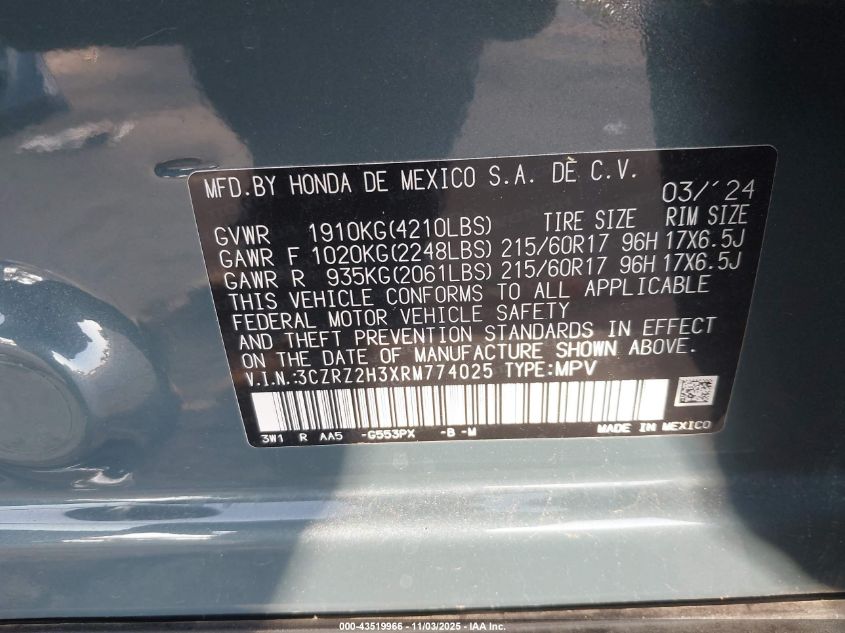 MFD.BY HONDA DE MEXICO S.A. DE C.V.
03/'24
GVWR 1910KG(4210LBS) TIRE SIZE RIM SIZE
GAWR F 1020KG(2248LBS) 215/60R17 96H 17X6.5J
GAWR R 935KG(2061LBS) 215/60R17 96H 17X6.5J
THIS VEHICLE CONFORMS TO ALL APPLICABLE
FEDERAL MOTOR VEHICLE SAFETY
AND THEFT PREVENTION STANDARDS IN EFFECT
ON THE DATE OF MANUFACTURE SHOWN ABOVE.
V.I.N.:3CZRZ2H3XRM774025 TYPE:MPV
3W1 R AA5 -G553PX -B -M MADE IN MEXICO
000-43519966 - 11/03/2025 - IAA Inc.